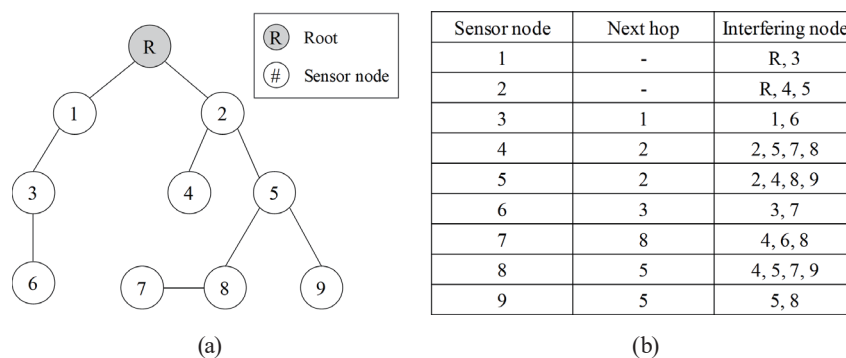 R
R Root
# Sensor node
1
2
3
4
5
6
7
8
9
(a)
Sensor node Next hop Interfering node
1 - R, 3
2 - R, 4, 5
3 1 1, 6
4 2 2, 5, 7, 8
5 2 2, 4, 8, 9
6 3 3, 7
7 8 4, 6, 8
8 5 4, 5, 7, 9
9 5 5, 8
(b)